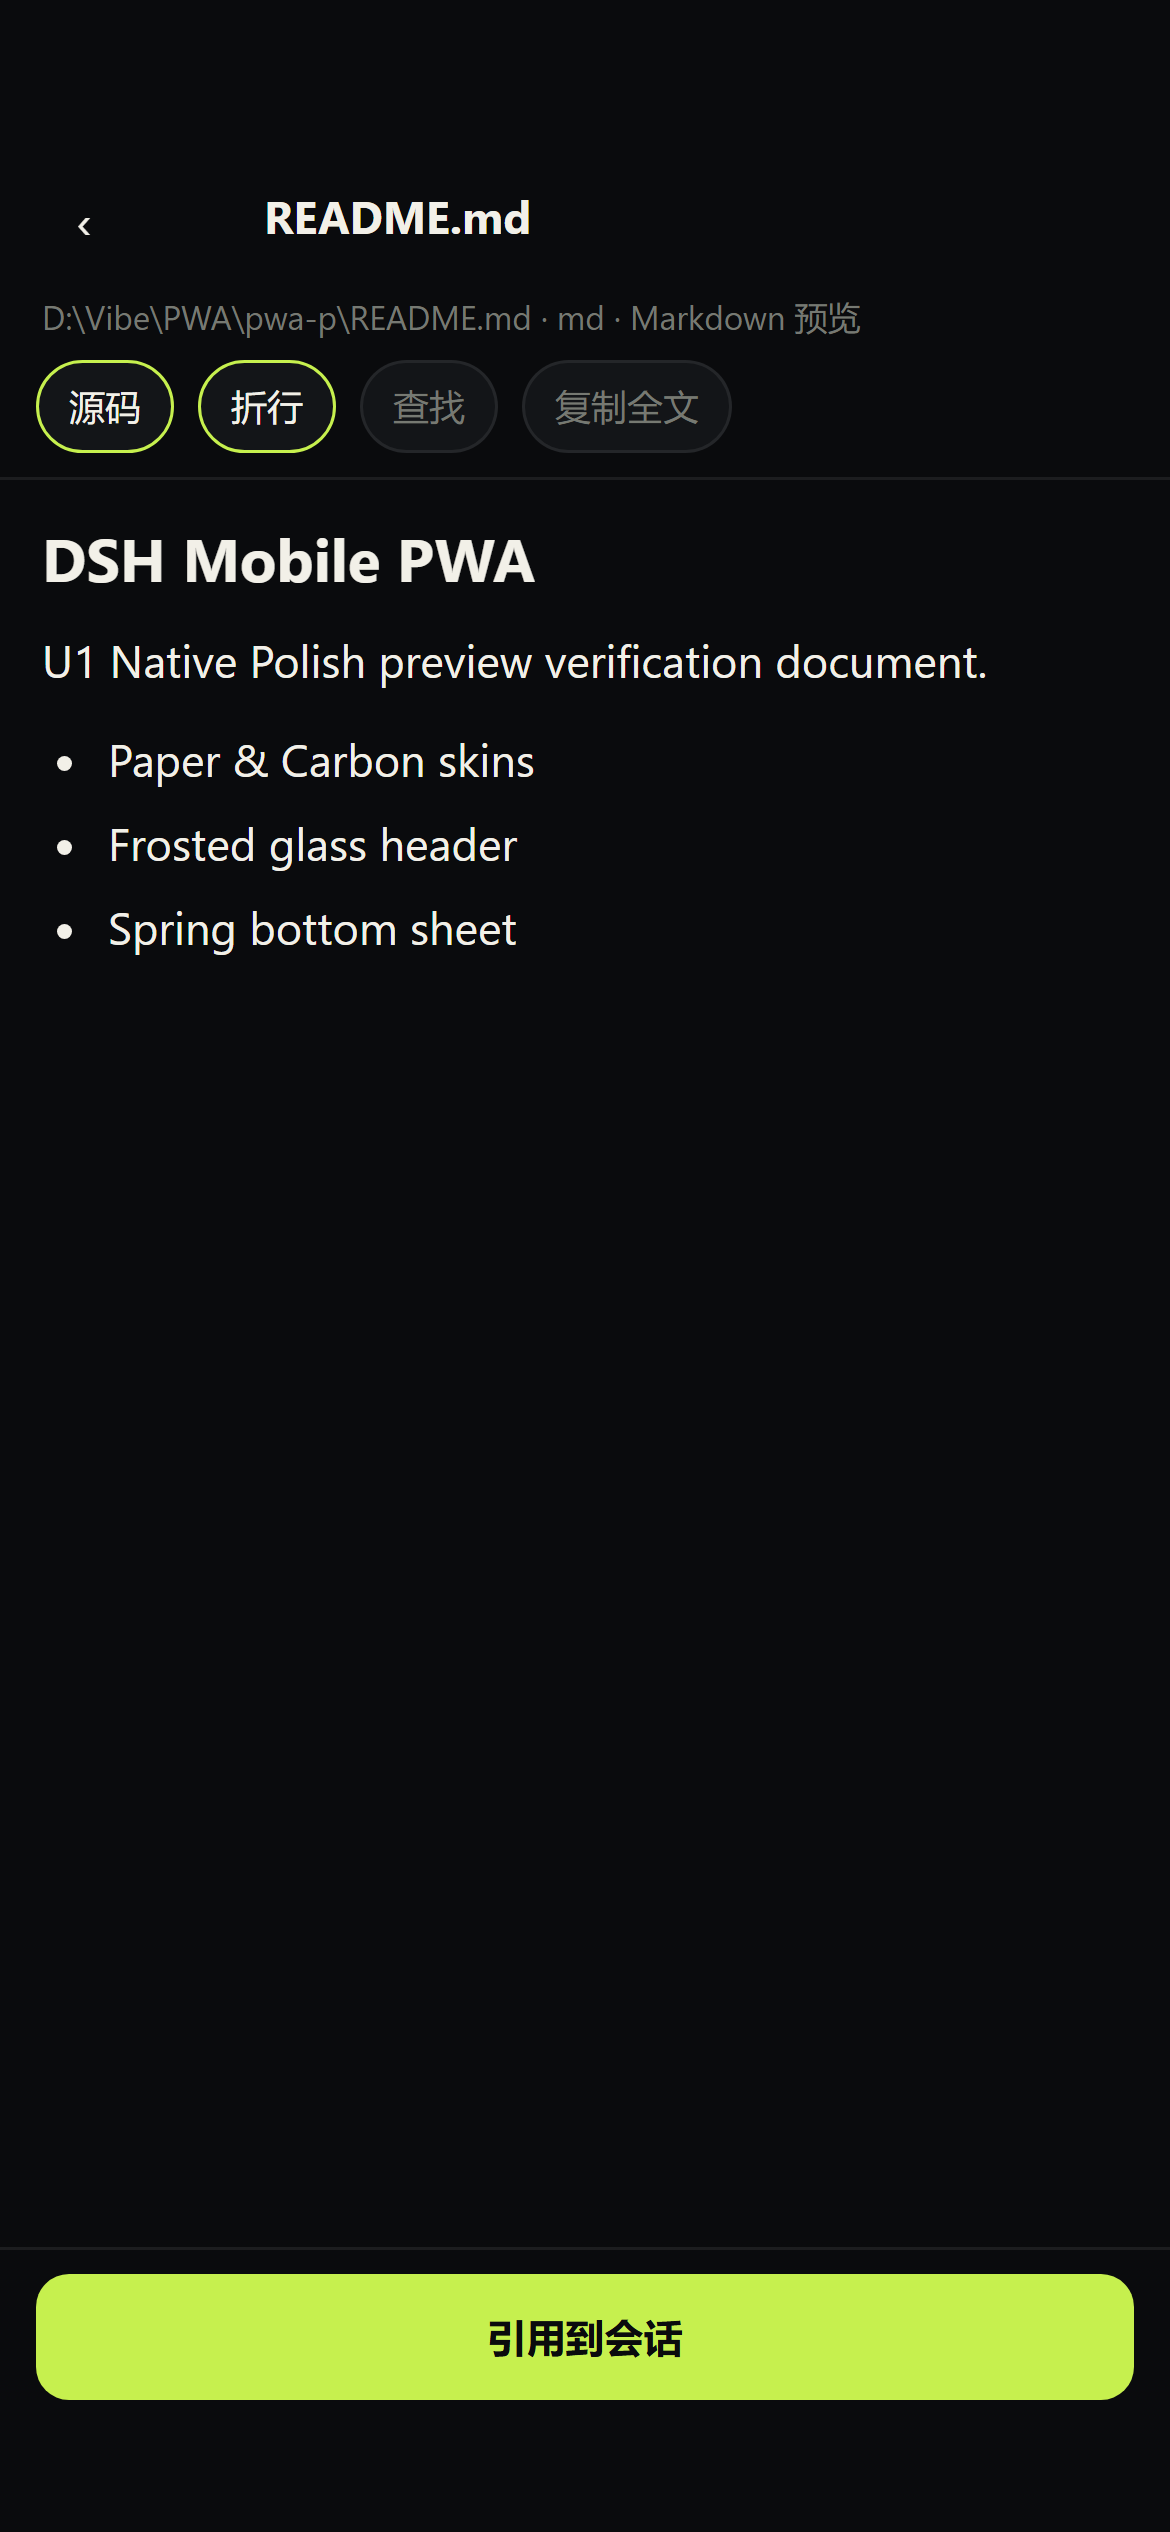 ‹ README.md
D:\Vibe\PWA\pwa-p\README.md · md · Markdown 预览
源码 折行 查找 复制全文
DSH Mobile PWA
U1 Native Polish preview verification document.
• Paper & Carbon skins
• Frosted glass header
• Spring bottom sheet
引用到会话